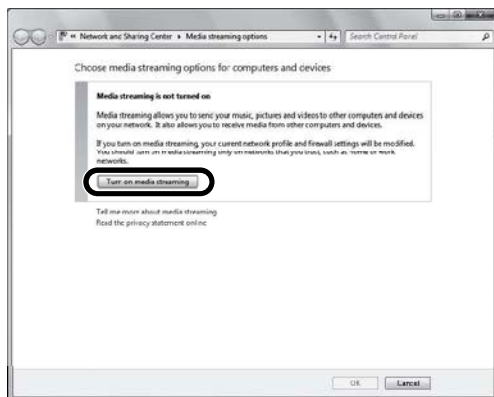 « Network and Sharing Center ▸ Media streaming options
Search Control Panel
Choose media streaming options for computers and devices
Media streaming is not turned on
Media streaming allows you to send your music, pictures and videos to other computers and devices
on your network. It also allows you to receive media from other computers and devices.
If you turn on media streaming, your current network profile and firewall settings will be modified.
You should turn on media streaming only on networks that you trust, such as home or work
networks.
Turn on media streaming
Tell me more about media streaming
Read the privacy statement online
OK
Cancel